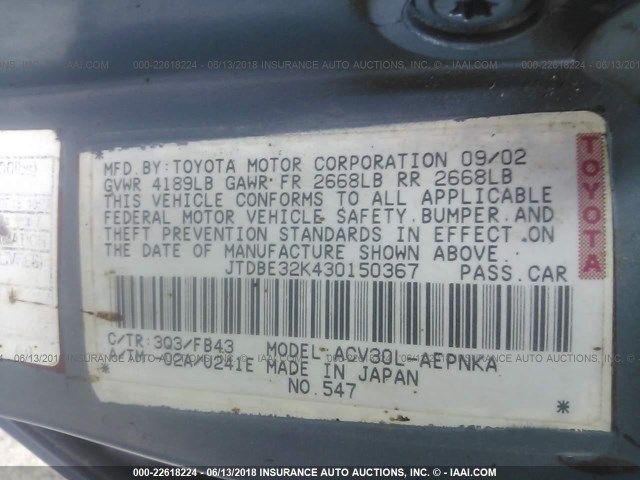 000-22618224 - 06/13/2018 INSURANCE AUTO AUCTIONS, INC. - IAAI.COM
MFD.BY:TOYOTA MOTOR CORPORATION 09/02
GVWR 4189LB GAWR FR 2668LB RR 2668LB
THIS VEHICLE CONFORMS TO ALL APPLICABLE
FEDERAL MOTOR VEHICLE SAFETY,BUMPER,AND
THEFT PREVENTION STANDARDS IN EFFECT ON
THE DATE OF MANUFACTURE SHOWN ABOVE.
JTDBE32K430150367 PASS.CAR
TOYOTA
C/TR:3Q3/FB43 MODEL:ACV30L-AEPNKA
A/TM:-02A/U241E MADE IN JAPAN
* NO.547 *
000-22618224 - 06/13/2018 INSURANCE AUTO AUCTIONS, INC. - IAAI.COM